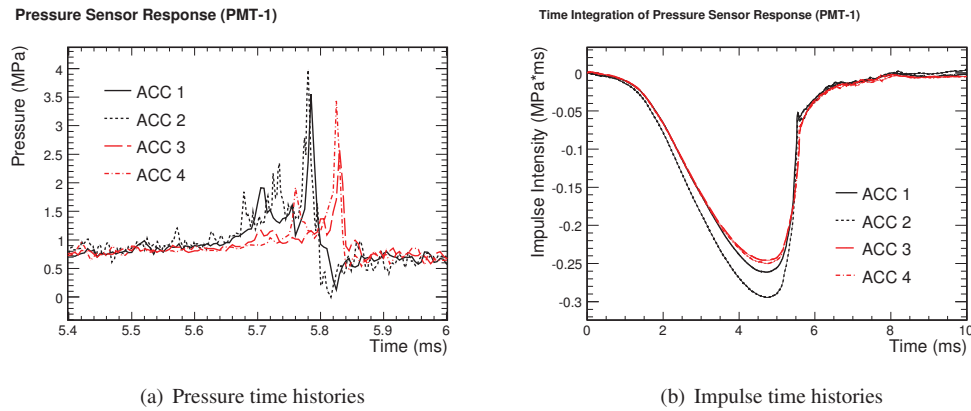 Pressure Sensor Response (PMT-1)
Pressure (MPa)
4
3.5
3
2.5
2
1.5
1
0.5
0
ACC 1
ACC 2
ACC 3
ACC 4
5.4 5.5 5.6 5.7 5.8 5.9 6
Time (ms)
(a) Pressure time histories
Time Integration of Pressure Sensor Response (PMT-1)
Impulse Intensity (MPa*ms)
0
-0.05
-0.1
-0.15
-0.2
-0.25
-0.3
ACC 1
ACC 2
ACC 3
ACC 4
0 2 4 6 8 10
Time (ms)
(b) Impulse time histories